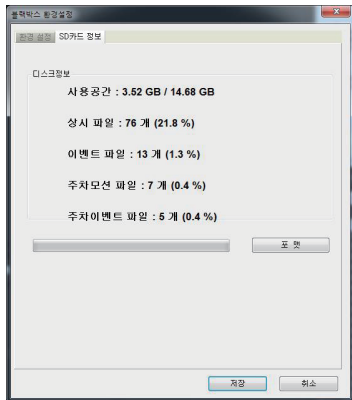 블랙박스 환경설정
환경 설정 SD카드 정보
디스크정보
사용공간 : 3.52 GB / 14.68 GB
상시 파일 : 76 개 (21.8 %)
이벤트 파일 : 13 개 (1.3 %)
주차모션 파일 : 7 개 (0.4 %)
주차이벤트 파일 : 5 개 (0.4 %)
포 맷
저장 취소